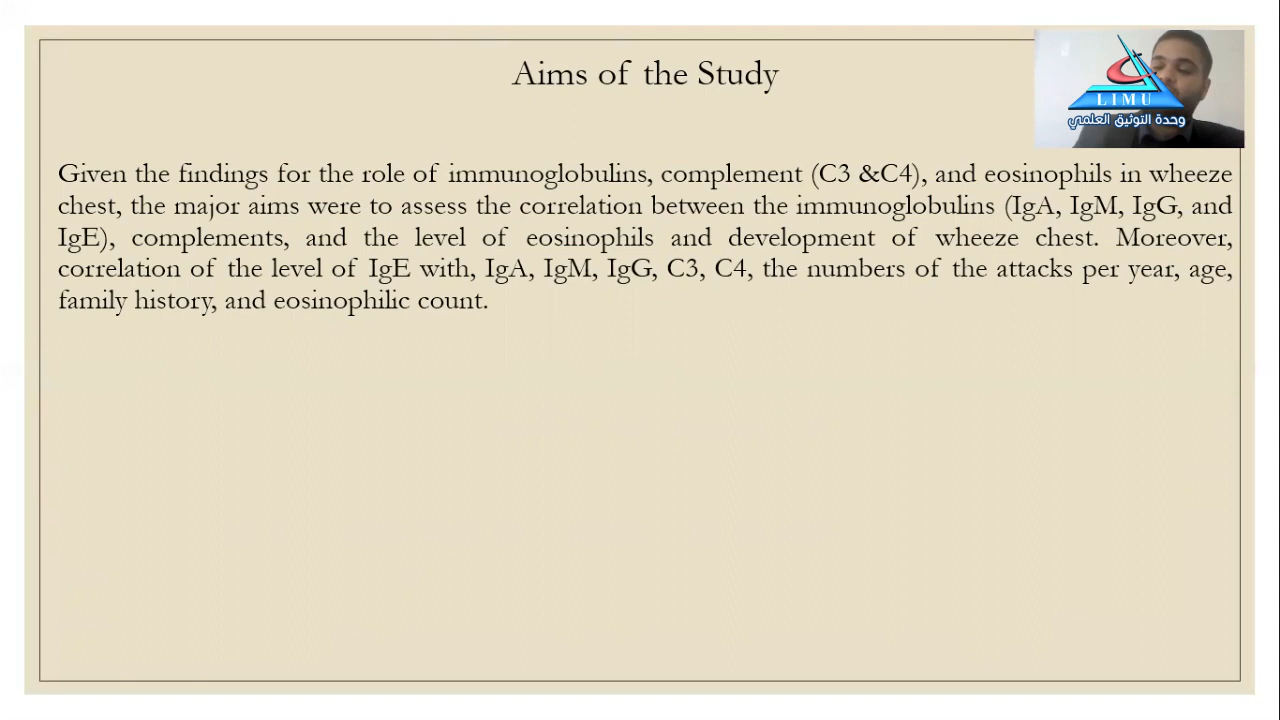 Aims of the Study
LIMU
وحدة التوثيق العلمي
Given the findings for the role of immunoglobulins, complement (C3 &C4), and eosinophils in wheeze
chest, the major aims were to assess the correlation between the immunoglobulins (IgA, IgM, IgG, and
IgE), complements, and the level of eosinophils and development of wheeze chest. Moreover,
correlation of the level of IgE with, IgA, IgM, IgG, C3, C4, the numbers of the attacks per year, age,
family history, and eosinophilic count.